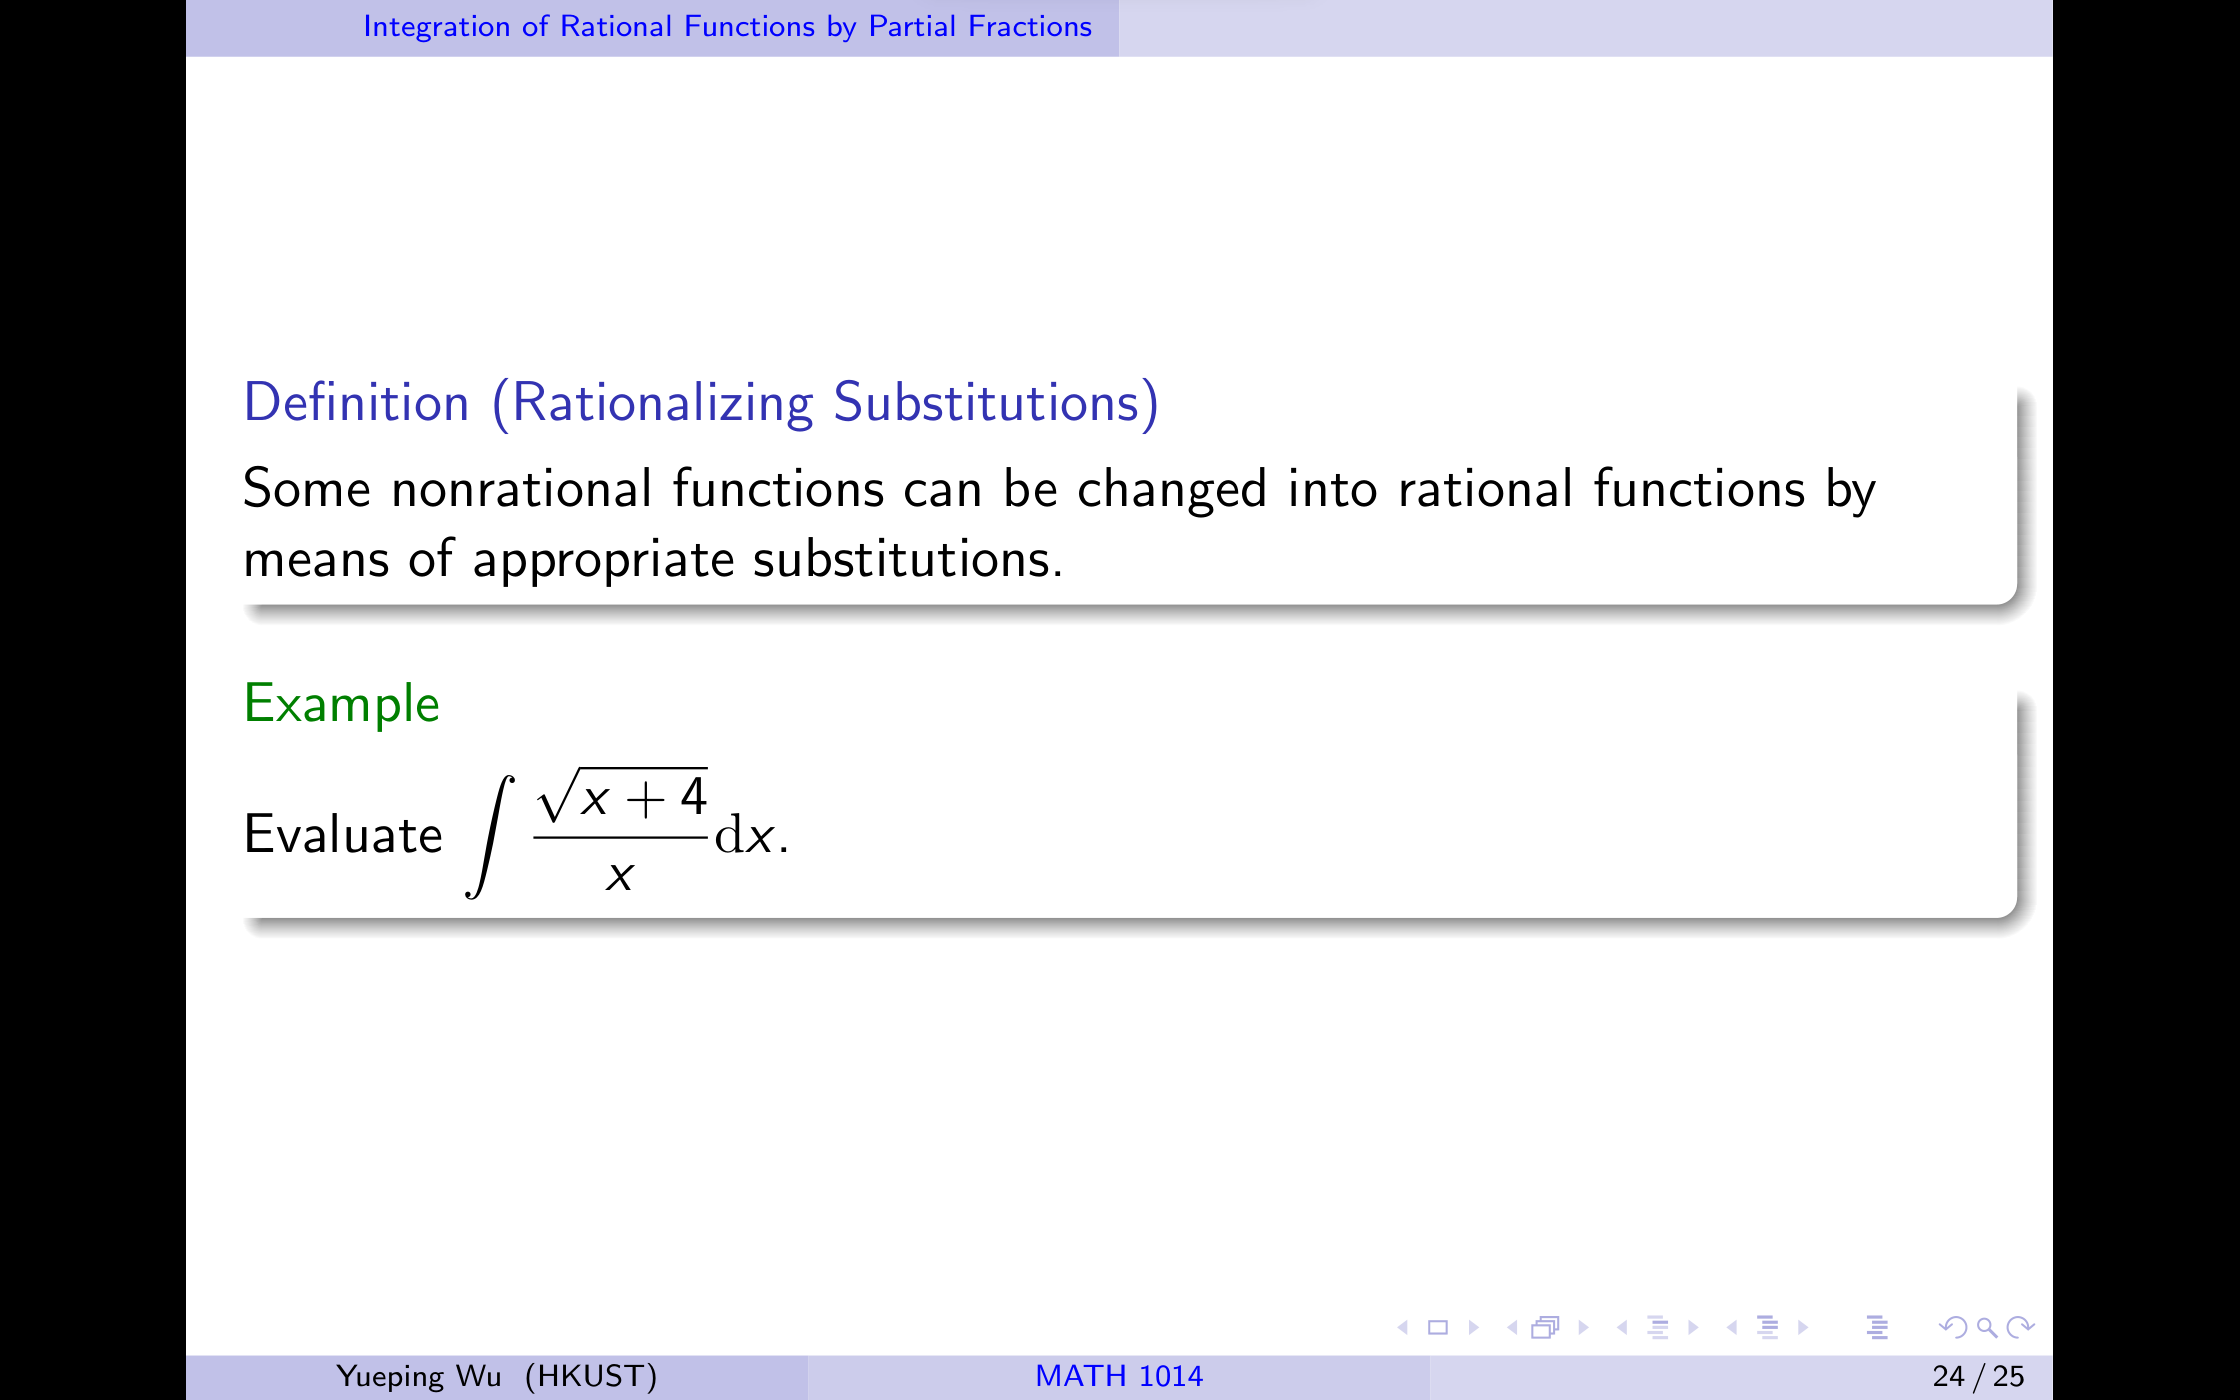 Integration of Rational Functions by Partial Fractions
Definition (Rationalizing Substitutions)
Some nonrational functions can be changed into rational functions by
means of appropriate substitutions.
Example
Evaluate ∫ √(x + 4) / x dx.
Yueping Wu (HKUST)
MATH 1014
24 / 25